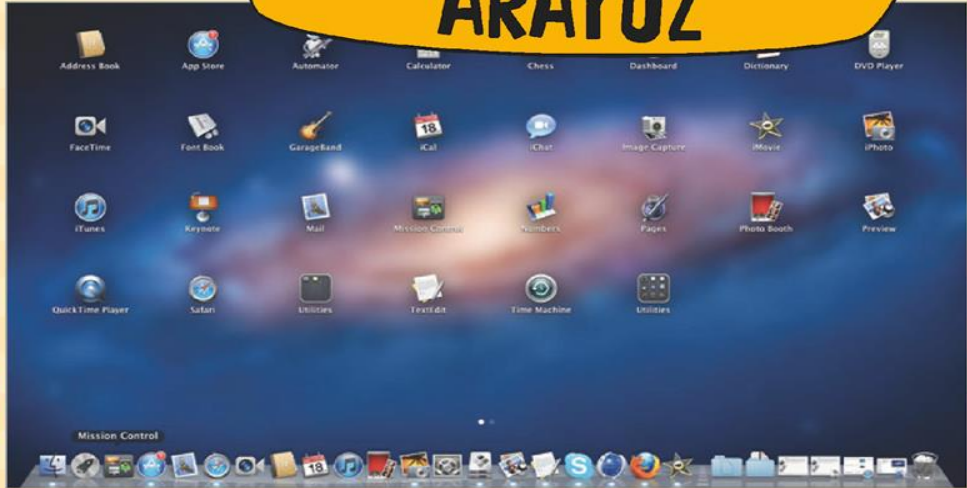 ARAYÜZ
Address Book App Store Automator Calculator Chess Dashboard Dictionary DVD Player
FaceTime Font Book GarageBand iCal iChat Image Capture iMovie iPhoto
iTunes Keynote Mail Mission Control Numbers Pages Photo Booth Preview
QuickTime Player Safari Utilities TextEdit Time Machine Utilities
Mission Control